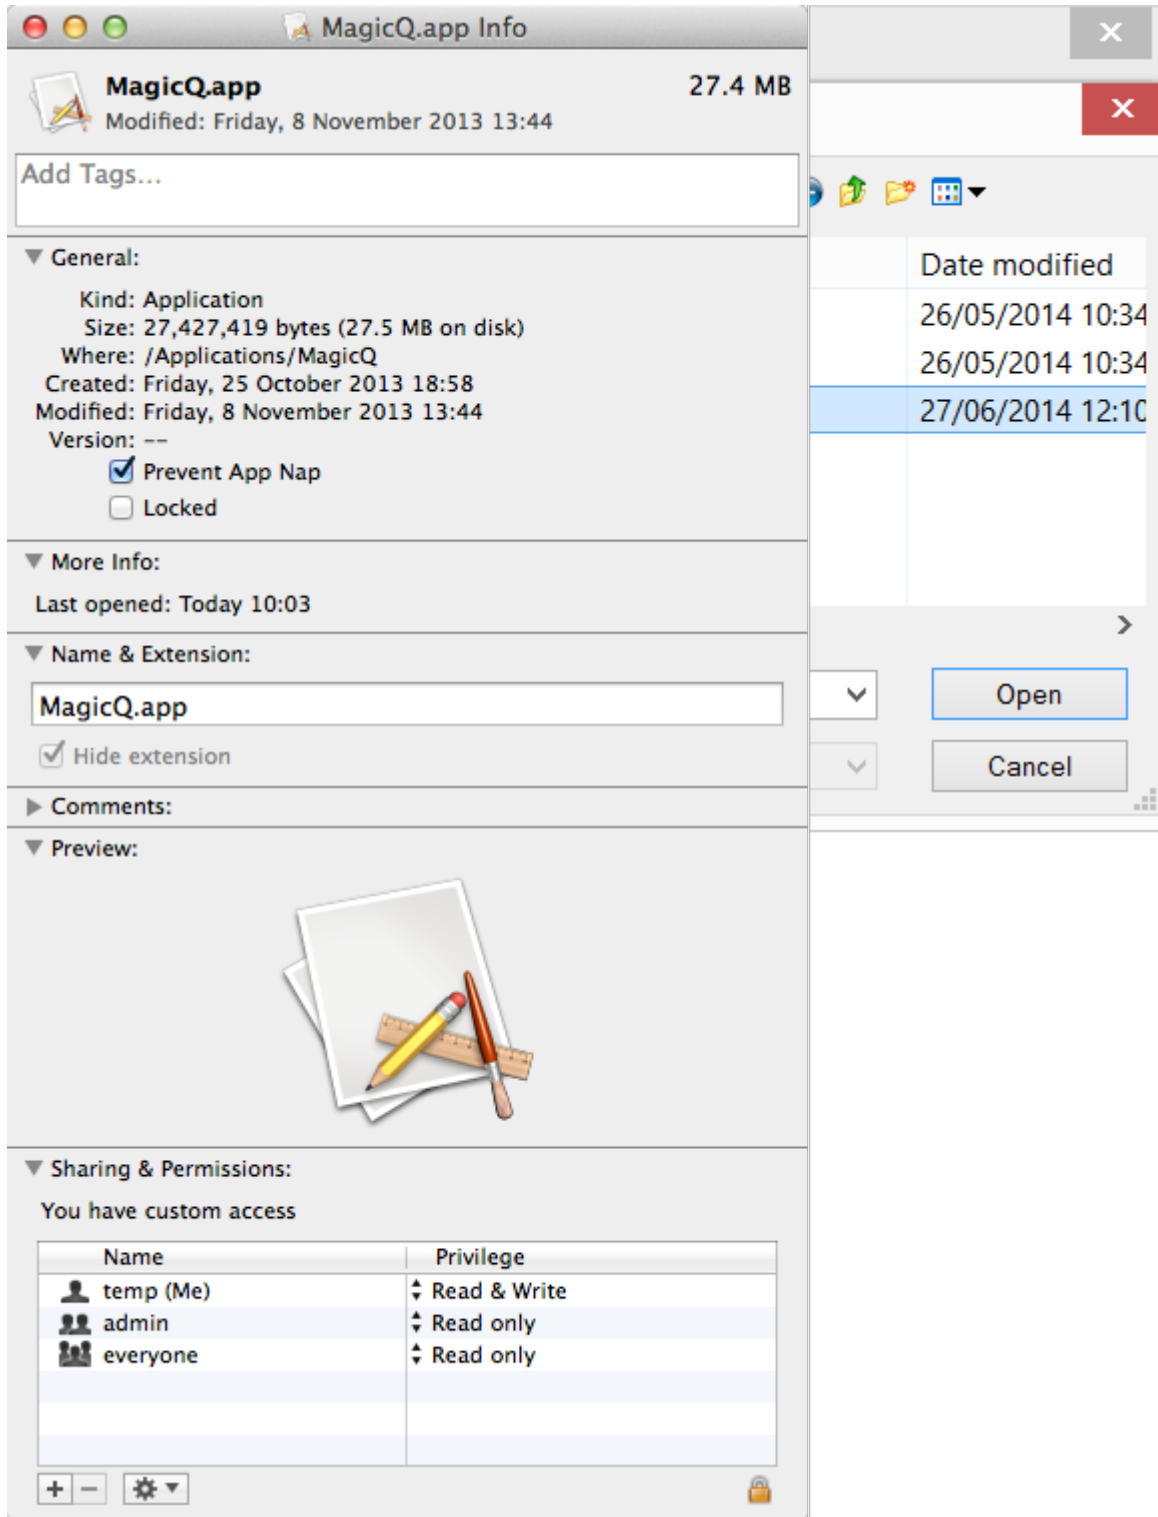 MagicQ.app Info
MagicQ.app 27.4 MB
Modified: Friday, 8 November 2013 13:44
Add Tags...
General:
Kind: Application
Size: 27,427,419 bytes (27.5 MB on disk)
Where: /Applications/MagicQ
Created: Friday, 25 October 2013 18:58
Modified: Friday, 8 November 2013 13:44
Version: --
Prevent App Nap
Locked
More Info:
Last opened: Today 10:03
Name & Extension:
MagicQ.app
Hide extension
Comments:
Preview:
Sharing & Permissions:
You have custom access
Name Privilege
temp (Me) Read & Write
admin Read only
everyone Read only
Date modified
26/05/2014 10:34
26/05/2014 10:34
27/06/2014 12:10
Open
Cancel